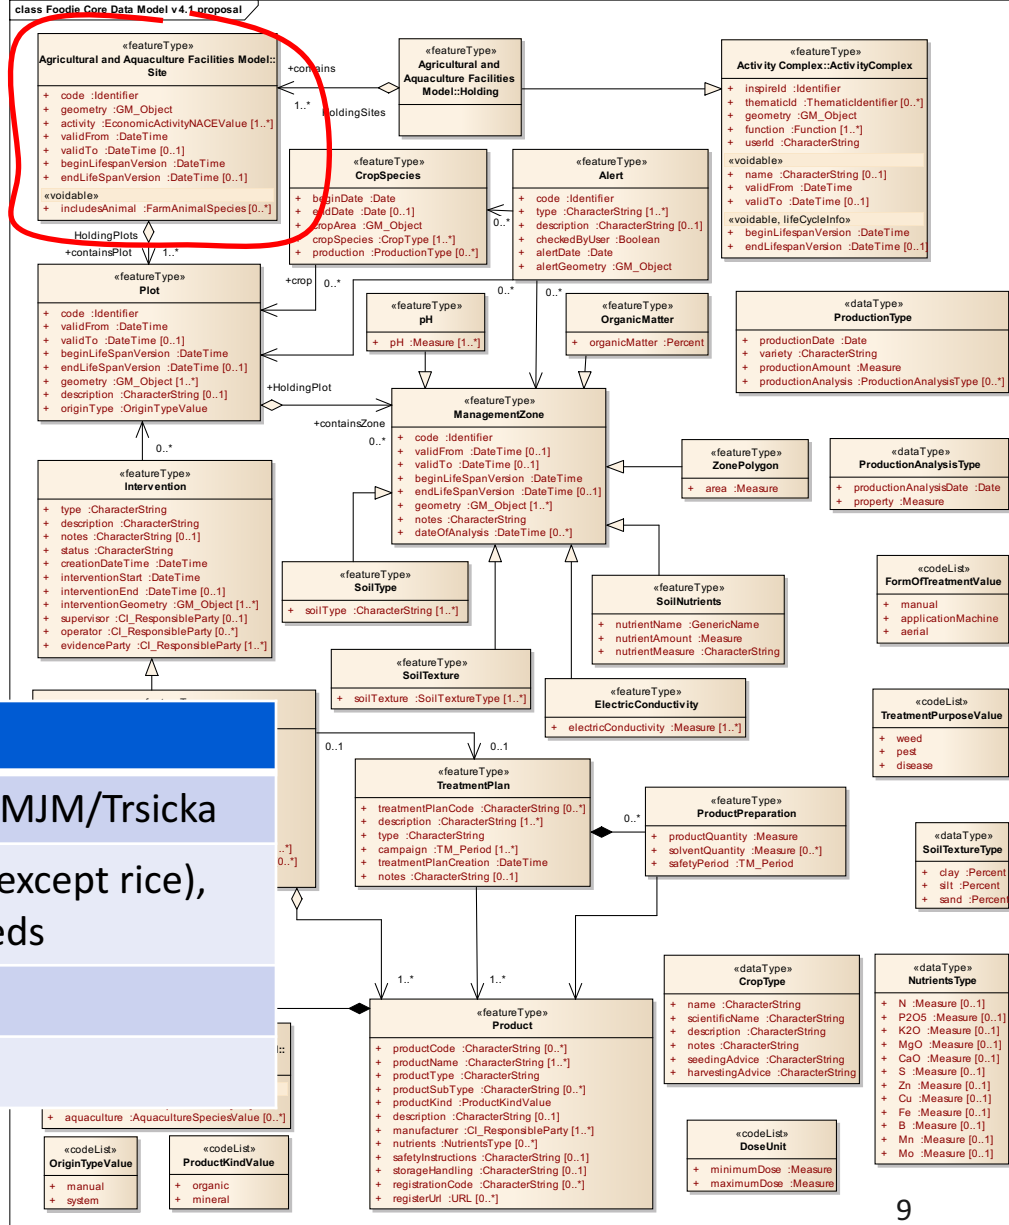 class Foodie Core Data Model v4.1 proposal
«featureType»
Agricultural and Aquaculture Facilities Model::
Site
+ code :Identifier
+ geometry :GM_Object
+ activity :EconomicActivityNACEValue [1..*]
+ validFrom :DateTime
+ validTo :DateTime [0..1]
+ beginLifespanVersion :DateTime
+ endLifeSpanVersion :DateTime [0..1]
«voidable»
+ includesAnimal :FarmAnimalSpecies [0..*]
+contains
1..*
HoldingSites
«featureType»
Agricultural and
Aquaculture Facilities
Model::Holding
«featureType»
Activity Complex::ActivityComplex
+ inspireId :Identifier
+ thematicId :ThematicIdentifier [0..*]
+ geometry :GM_Object
+ function :Function [1..*]
+ userId :CharacterString
«voidable»
+ name :CharacterString [0..1]
+ validFrom :DateTime
+ validTo :DateTime [0..1]
«voidable, lifeCycleInfo»
+ beginLifespanVersion :DateTime
+ endLifespanVersion :DateTime [0..1]
«featureType»
CropSpecies
+ beginDate :Date
+ endDate :Date [0..1]
+ cropArea :GM_Object
+ cropSpecies :CropType [1..*]
+ production :ProductionType [0..*]
«featureType»
Alert
+ code :Identifier
+ type :CharacterString [1..*]
+ description :CharacterString [0..1]
+ checkedByUser :Boolean
+ alertDate :Date
+ alertGeometry :GM_Object
0..*
HoldingPlots
+containsPlot
1..*
+crop
0..*
0..*
0..*
«featureType»
Plot
+ code :Identifier
+ validFrom :DateTime
+ validTo :DateTime [0..1]
+ beginLifeSpanVersion :DateTime
+ endLifeSpanVersion :DateTime [0..1]
+ geometry :GM_Object [1..*]
+ description :CharacterString [0..1]
+ originType :OriginTypeValue
«featureType»
pH
+ pH :Measure [1..*]
«featureType»
OrganicMatter
+ organicMatter :Percent
«dataType»
ProductionType
+ productionDate :Date
+ variety :CharacterString
+ productionAmount :Measure
+ productionAnalysis :ProductionAnalysisType [0..*]
+HoldingPlot
+containsZone
0..*
0..*
«featureType»
ManagementZone
+ code :Identifier
+ validFrom :DateTime [0..1]
+ validTo :DateTime [0..1]
+ beginLifeSpanVersion :DateTime
+ endLifeSpanVersion :DateTime [0..1]
+ geometry :GM_Object [1..*]
+ notes :CharacterString
+ dateOfAnalysis :DateTime [0..*]
«featureType»
ZonePolygon
+ area :Measure
«dataType»
ProductionAnalysisType
+ productionAnalysisDate :Date
+ property :Measure
«featureType»
Intervention
+ type :CharacterString
+ description :CharacterString
+ notes :CharacterString [0..1]
+ status :CharacterString
+ creationDateTime :DateTime
+ interventionStart :DateTime
+ interventionEnd :DateTime [0..1]
+ interventionGeometry :GM_Object [1..*]
+ supervisor :CI_ResponsibleParty [0..*]
+ operator :CI_ResponsibleParty [0..*]
+ evidenceParty :CI_ResponsibleParty [1..*]
«featureType»
SoilType
+ soilType :CharacterString [1..*]
«featureType»
SoilNutrients
+ nutrientName :GenericName
+ nutrientAmount :Measure
+ nutrientMeasure :CharacterString
«codeList»
FormOfTreatmentValue
+ manual
+ applicationMachine
+ aerial
«featureType»
SoilTexture
+ soilTexture :SoilTextureType [1..*]
«featureType»
ElectricConductivity
+ electricConductivity :Measure [1..*]
«codeList»
TreatmentPurposeValue
+ weed
+ pest
+ disease
MJM/Trsicka
except rice),
eds
0..1
0..1
«featureType»
TreatmentPlan
+ treatmentPlanCode :CharacterString [0..*]
+ description :CharacterString [1..*]
+ type :CharacterString
+ campaign :TM_Period [1..*]
+ treatmentPlanCreation :DateTime
+ notes :CharacterString [0..1]
0..*
«featureType»
ProductPreparation
+ productQuantity :Measure
+ solventQuantity :Measure [0..*]
+ safetyPeriod :TM_Period
«dataType»
SoilTextureType
+ clay :Percent
+ silt :Percent
+ sand :Percent
1..*
1..*
«featureType»
Product
+ productCode :CharacterString [0..*]
+ productName :CharacterString [1..*]
+ productType :CharacterString
+ productSubType :CharacterString [0..*]
+ productKind :ProductKindValue
+ description :CharacterString [0..1]
+ manufacturer :CI_ResponsibleParty [1..*]
+ nutrients :NutrientsType [0..*]
+ safetyInstructions :CharacterString [0..1]
+ storageHandling :CharacterString [0..1]
+ registrationCode :CharacterString [0..*]
+ registerUrl :URL [0..*]
«dataType»
CropType
+ name :CharacterString
+ scientificName :CharacterString
+ description :CharacterString
+ notes :CharacterString
+ seedingAdvice :CharacterString
+ harvestingAdvice :CharacterString
«dataType»
NutrientsType
+ N :Measure [0..1]
+ P2O5 :Measure [0..1]
+ K2O :Measure [0..1]
+ MgO :Measure [0..1]
+ CaO :Measure [0..1]
+ S :Measure [0..1]
+ Zn :Measure [0..1]
+ Cu :Measure [0..1]
+ Fe :Measure [0..1]
+ B :Measure [0..1]
+ Mn :Measure [0..1]
+ Mo :Measure [0..1]
+ aquaculture :AquacultureSpeciesValue [0..*]
«codeList»
OriginTypeValue
+ manual
+ system
«codeList»
ProductKindValue
+ organic
+ mineral
«codeList»
DoseUnit
+ minimumDose :Measure
+ maximumDose :Measure
9